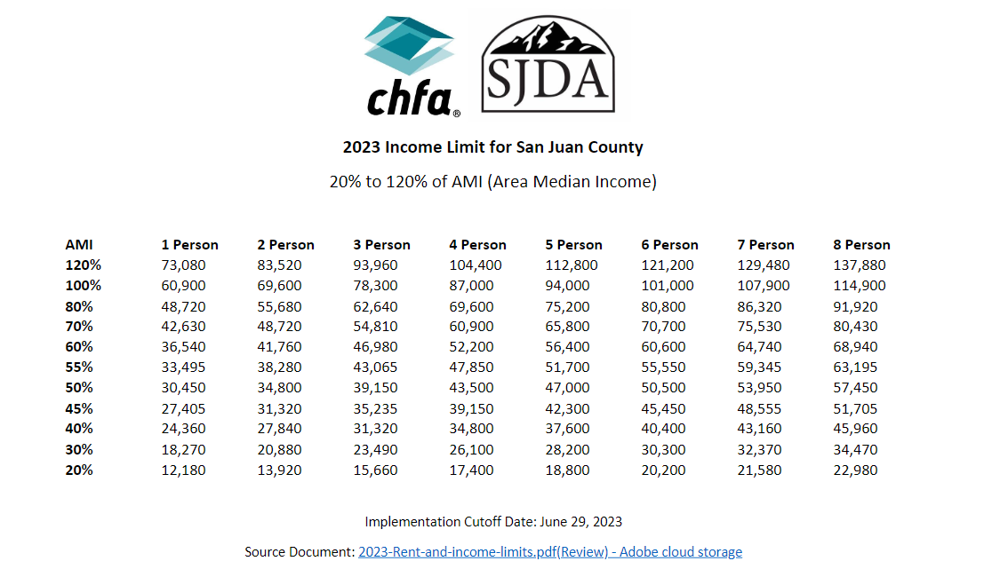 chfa®
SJDA
2023 Income Limit for San Juan County
20% to 120% of AMI (Area Median Income)
AMI 1 Person 2 Person 3 Person 4 Person 5 Person 6 Person 7 Person 8 Person
120% 73,080 83,520 93,960 104,400 112,800 121,200 129,480 137,880
100% 60,900 69,600 78,300 87,000 94,000 101,000 107,900 114,900
80% 48,720 55,680 62,640 69,600 75,200 80,800 86,320 91,920
70% 42,630 48,720 54,810 60,900 65,800 70,700 75,530 80,430
60% 36,540 41,760 46,980 52,200 56,400 60,600 64,740 68,940
55% 33,495 38,280 43,065 47,850 51,700 55,550 59,345 63,195
50% 30,450 34,800 39,150 43,500 47,000 50,500 53,950 57,450
45% 27,405 31,320 35,235 39,150 42,300 45,450 48,555 51,705
40% 24,360 27,840 31,320 34,800 37,600 40,400 43,160 45,960
30% 18,270 20,880 23,490 26,100 28,200 30,300 32,370 34,470
20% 12,180 13,920 15,660 17,400 18,800 20,200 21,580 22,980
Implementation Cutoff Date: June 29, 2023
Source Document: 2023-Rent-and-income-limits.pdf(Review) - Adobe cloud storage